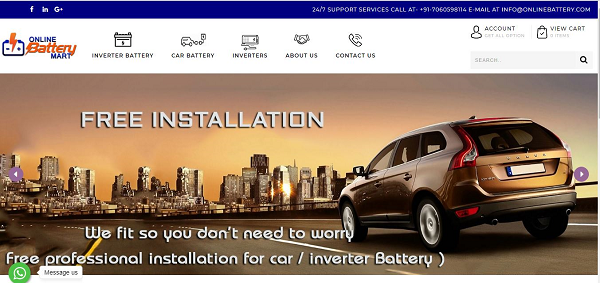 24/7 SUPPORT SERVICES CALL AT- +91-7060598114 E-MAIL AT INFO@ONLINEBATTERY.COM
ONLINE
Battery
MART
INVERTER BATTERY
CAR BATTERY
INVERTERS
ABOUT US
CONTACT US
ACCOUNT
GET ALL OPTION
VIEW CART
0 ITEMS
SEARCH...
FREE INSTALLATION
VOLVO
We fit so you don't need to worry
Free professional installation for car / inverter Battery )
Message us